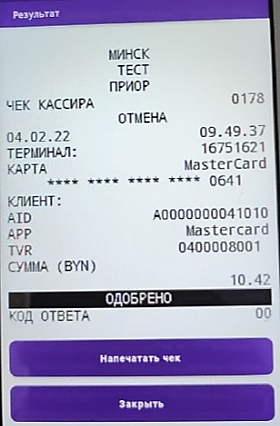 Результат
МИНСК
ТЕСТ
ПРИОР
ЧЕК КАССИРА 0178
ОТМЕНА
04.02.22 09.49.37
ТЕРМИНАЛ: 16751621
КАРТА MasterCard
**** **** **** **** 0641
КЛИЕНТ:
AID A0000000041010
APP Mastercard
TVR 0400008001
СУММА (BYN)
10.42
ОДОБРЕНО
КОД ОТВЕТА 00
Напечатать чек
Закрыть